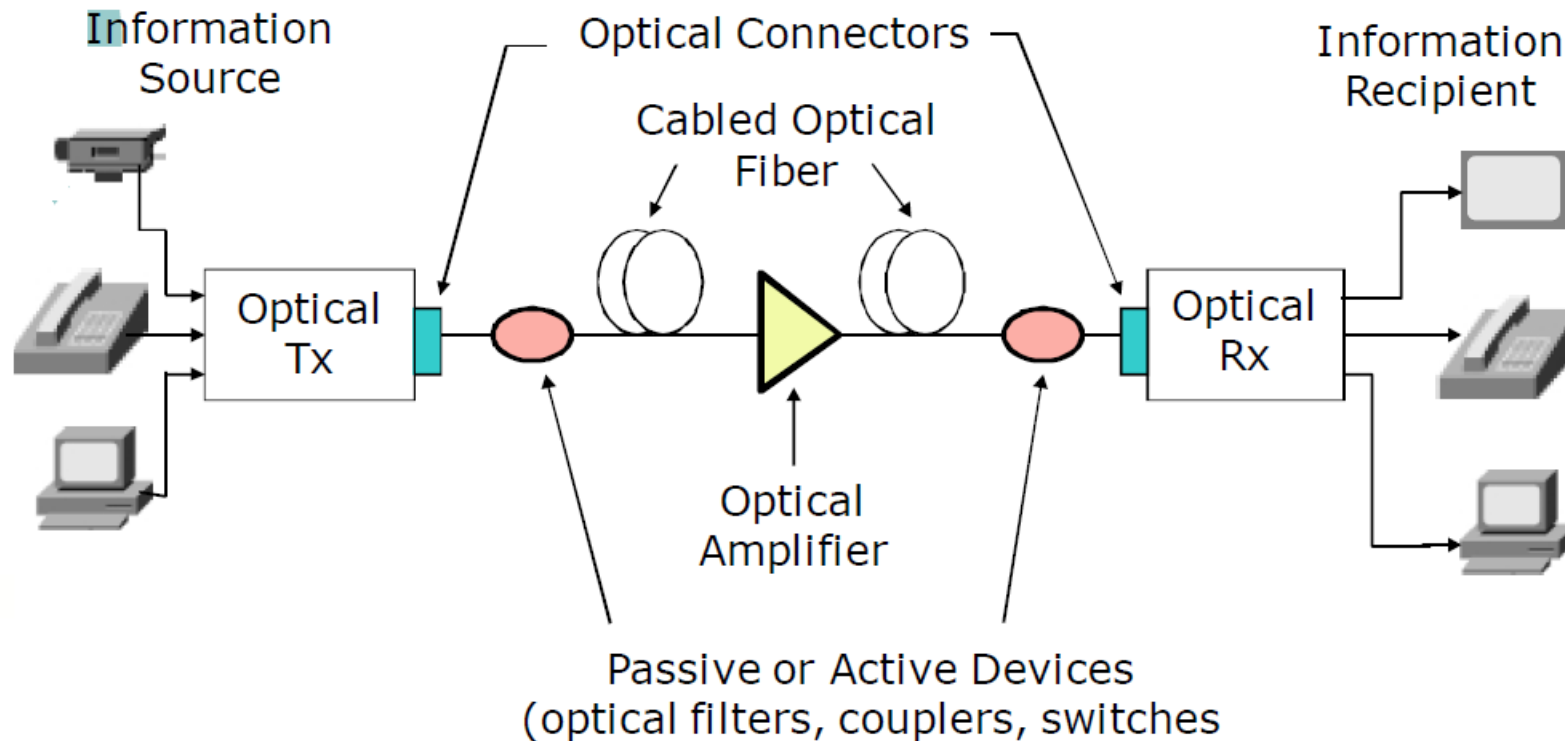 Information
Source
Optical Connectors
Information
Recipient
Cabled Optical
Fiber
Optical
Tx
Optical
Rx
Optical
Amplifier
Passive or Active Devices
(optical filters, couplers, switches